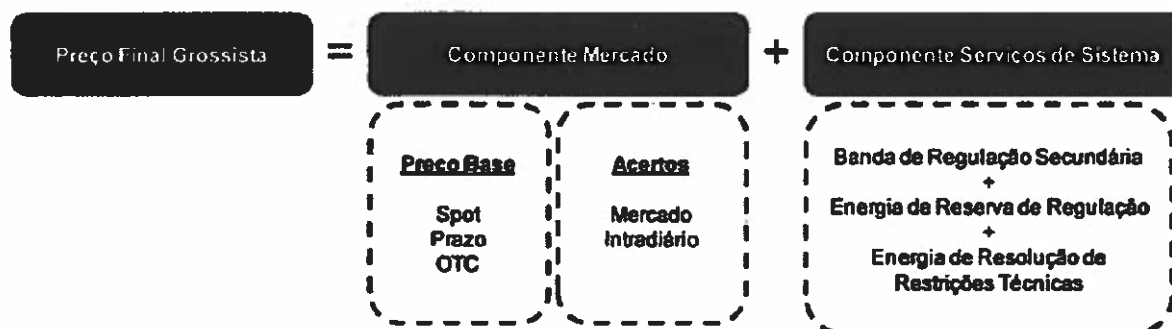 Preço Final Grossista
=
Componente Mercado
+
Componente Serviços de Sistema
Preço Base
Spot
Prazo
OTC
Acertos
Mercado
Intradiário
Banda de Regulação Secundária
+
Energia de Reserva de Regulação
+
Energia de Resolução de
Restrições Técnicas